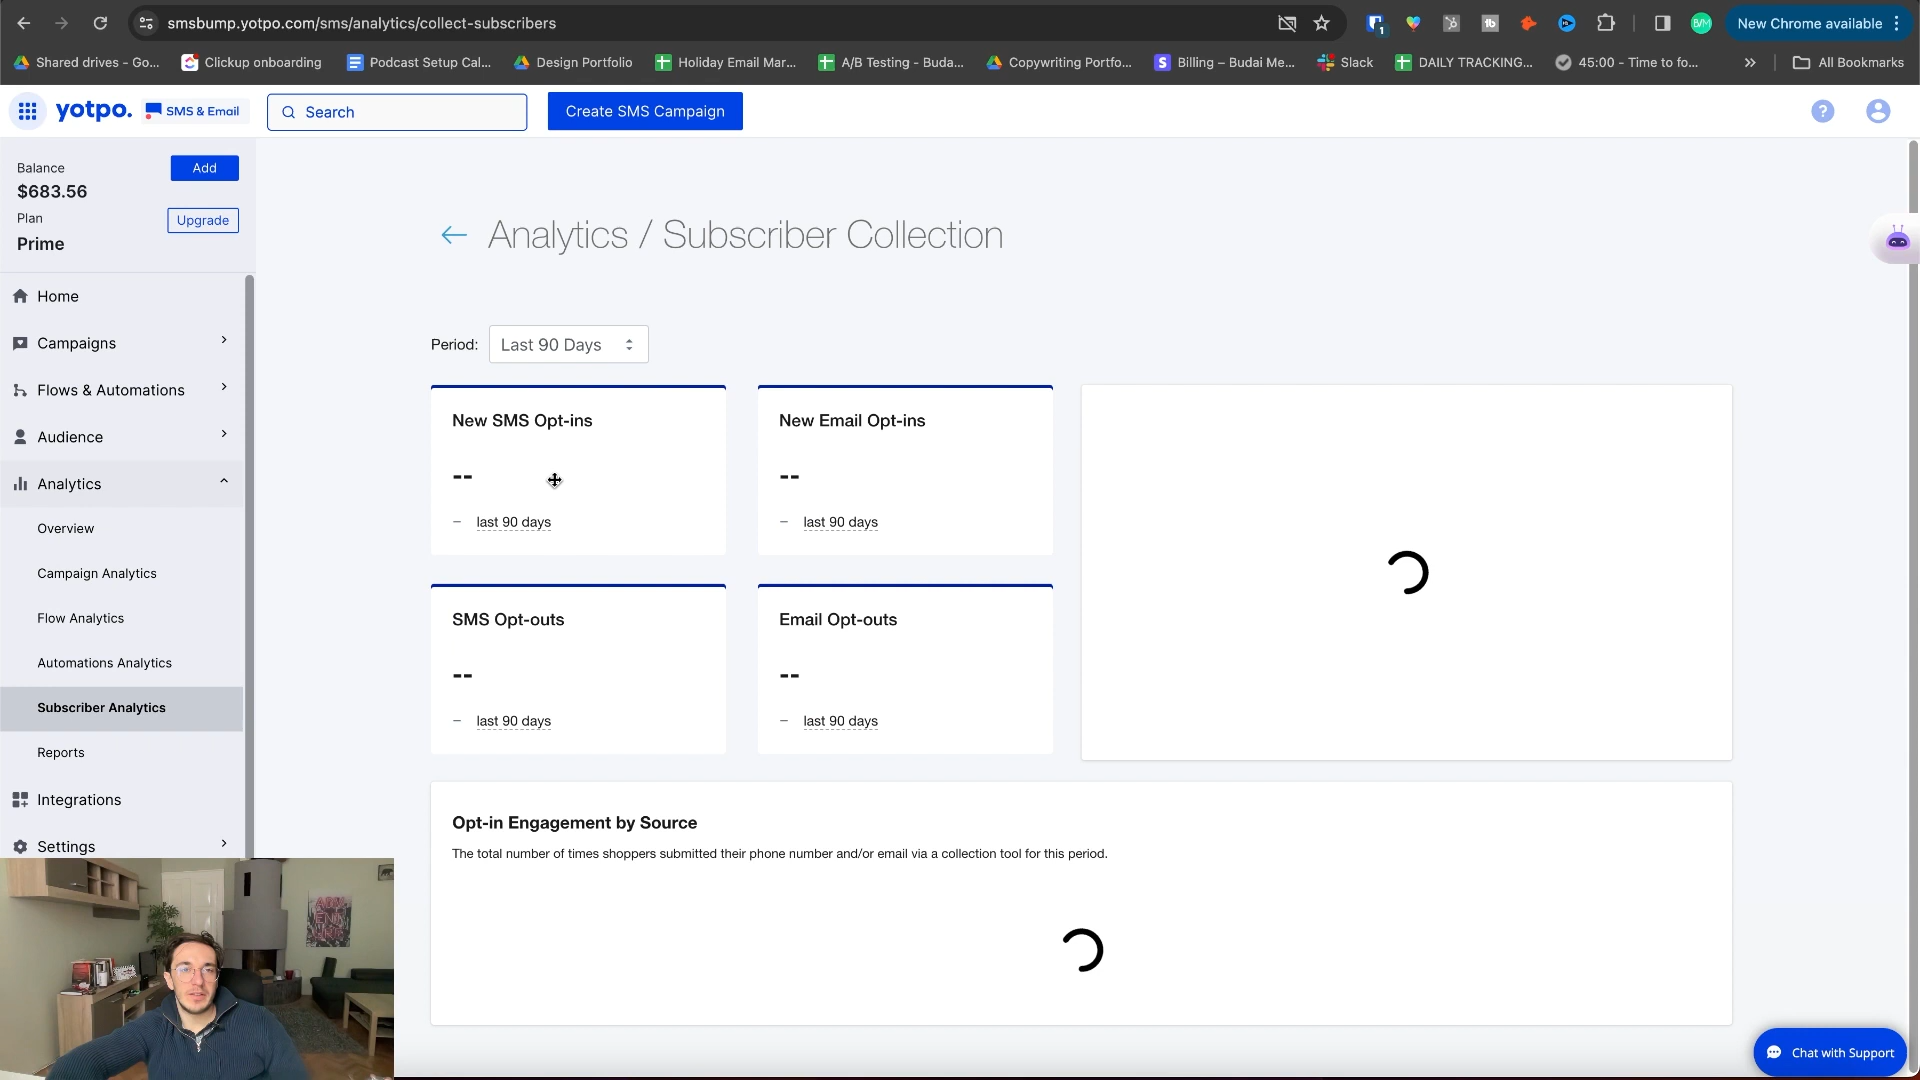 smsbump.yotpo.com/sms/analytics/collect-subscribers
1
tb
B/M
New Chrome available
Shared drives - Go...
Clickup onboarding
Podcast Setup Cal...
Design Portfolio
Holiday Email Mar...
A/B Testing - Buda...
Copywriting Portfo...
S
Billing – Budai Me...
Slack
DAILY TRACKING...
45:00 - Time to fo...
All Bookmarks
yotpo.
SMS & Email
Search
Create SMS Campaign
?
Balance
Add
$683.56
Plan
Upgrade
Prime
Home
Campaigns
Flows & Automations
Audience
Analytics
Overview
Campaign Analytics
Flow Analytics
Automations Analytics
Subscriber Analytics
Reports
Integrations
Settings
Analytics / Subscriber Collection
Period:
Last 90 Days
New SMS Opt-ins
--
– last 90 days
New Email Opt-ins
--
– last 90 days
SMS Opt-outs
--
– last 90 days
Email Opt-outs
--
– last 90 days
Opt-in Engagement by Source
The total number of times shoppers submitted their phone number and/or email via a collection tool for this period.
Chat with Support